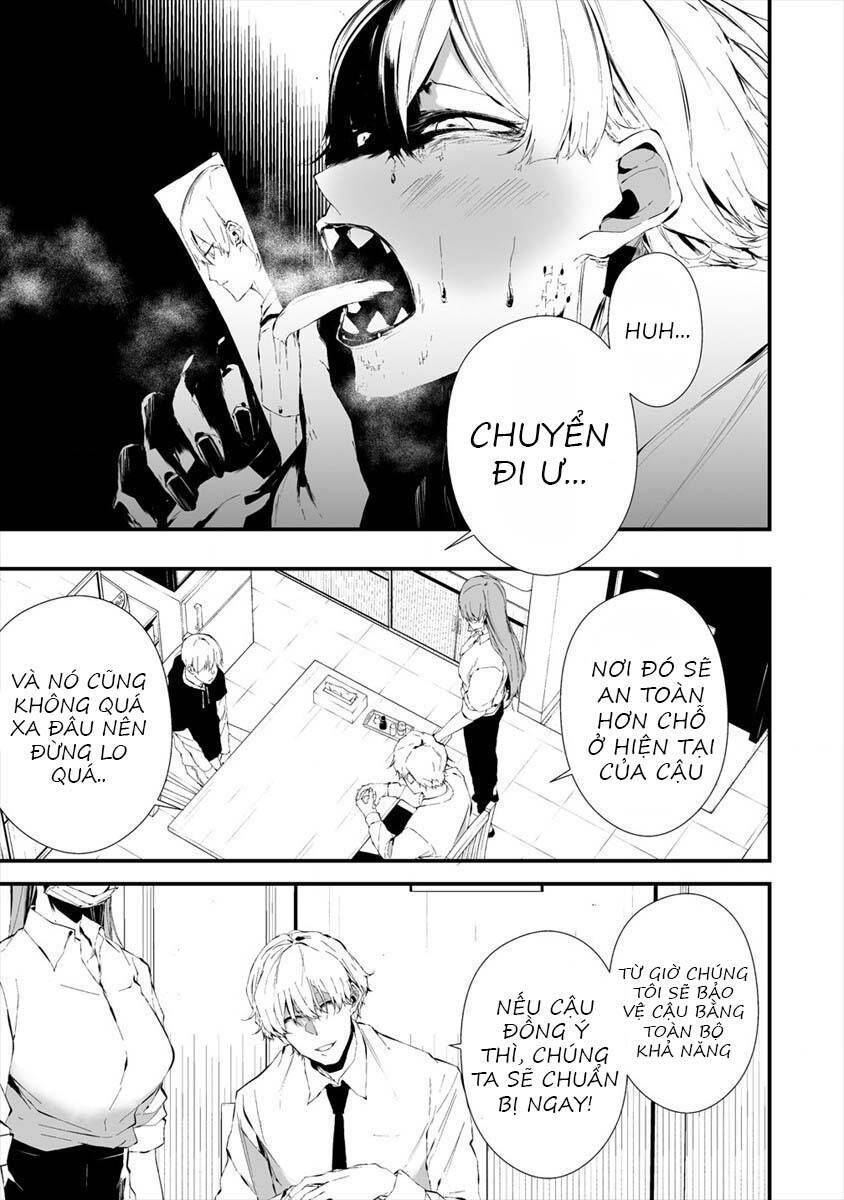 HUH...
CHUYỂN
ĐI Ư...
NƠI ĐÓ SẼ
AN TOÀN
HƠN CHỖ
Ở HIỆN TẠI
CỦA CẬU
VÀ NÓ CŨNG
KHÔNG QUÁ
XA ĐÂU NÊN
ĐỪNG LO
QUÁ..
TỪ GIỜ CHÚNG
TÔI SẼ BẢO
VỆ CẬU BẰNG
TOÀN BỘ
KHẢ NĂNG
NẾU CẬU
ĐỒNG Ý
THÌ, CHÚNG
TA SẼ CHUẨN
BỊ NGAY!